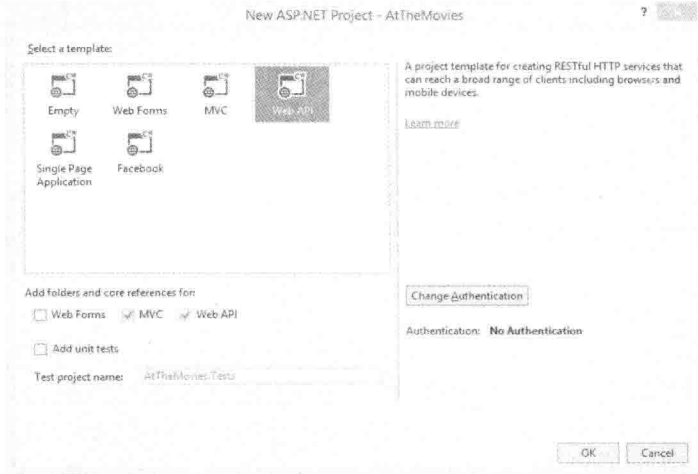 New ASP.NET Project - AtTheMovies
?
Select a template:
Empty
Web Forms
MVC
Web API
Single Page
Application
Facebook
A project template for creating RESTful HTTP services that
can reach a broad range of clients including browsers and
mobile devices.
Learn more
Add folders and core references for:
Web Forms
MVC
Web API
Add unit tests
Test project name:
AtTheMovies.Tests
Change Authentication
Authentication: No Authentication
OK
Cancel